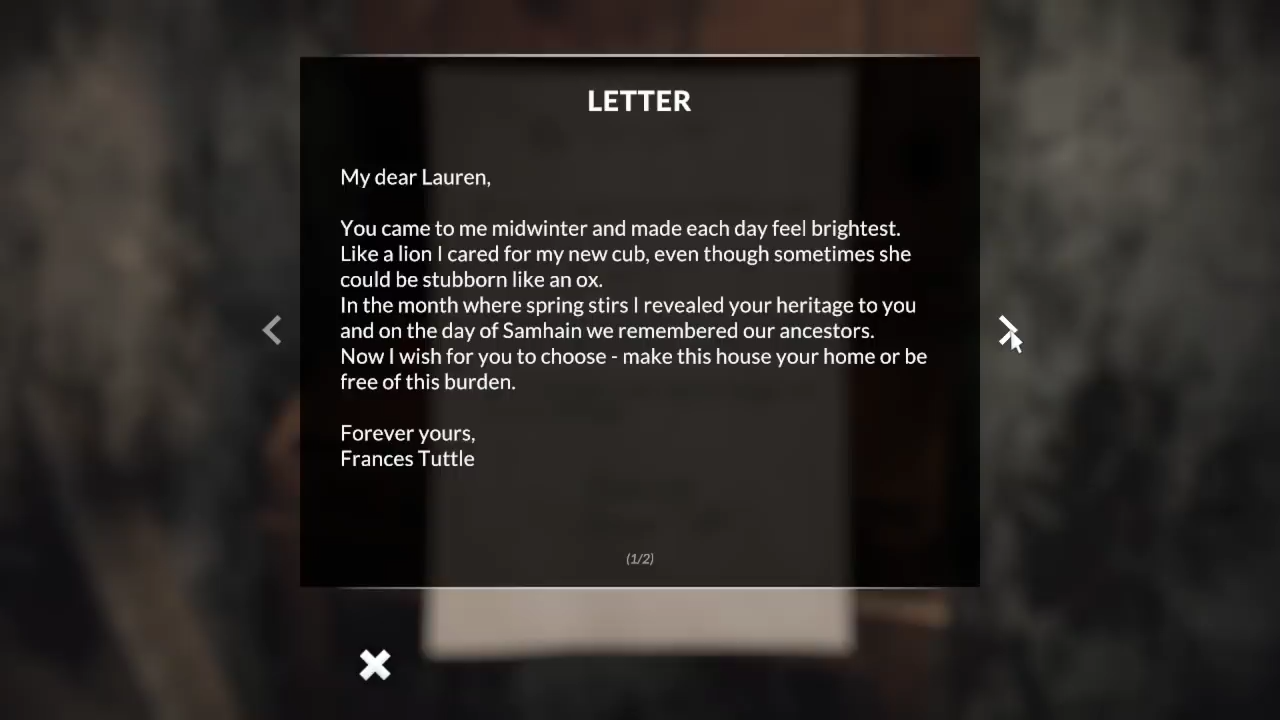 LETTER
My dear Lauren,
You came to me midwinter and made each day feel brightest.
Like a lion I cared for my new cub, even though sometimes she
could be stubborn like an ox.
In the month where spring stirs I revealed your heritage to you
and on the day of Samhain we remembered our ancestors.
Now I wish for you to choose - make this house your home or be
free of this burden.
Forever yours,
Frances Tuttle
(1/2)